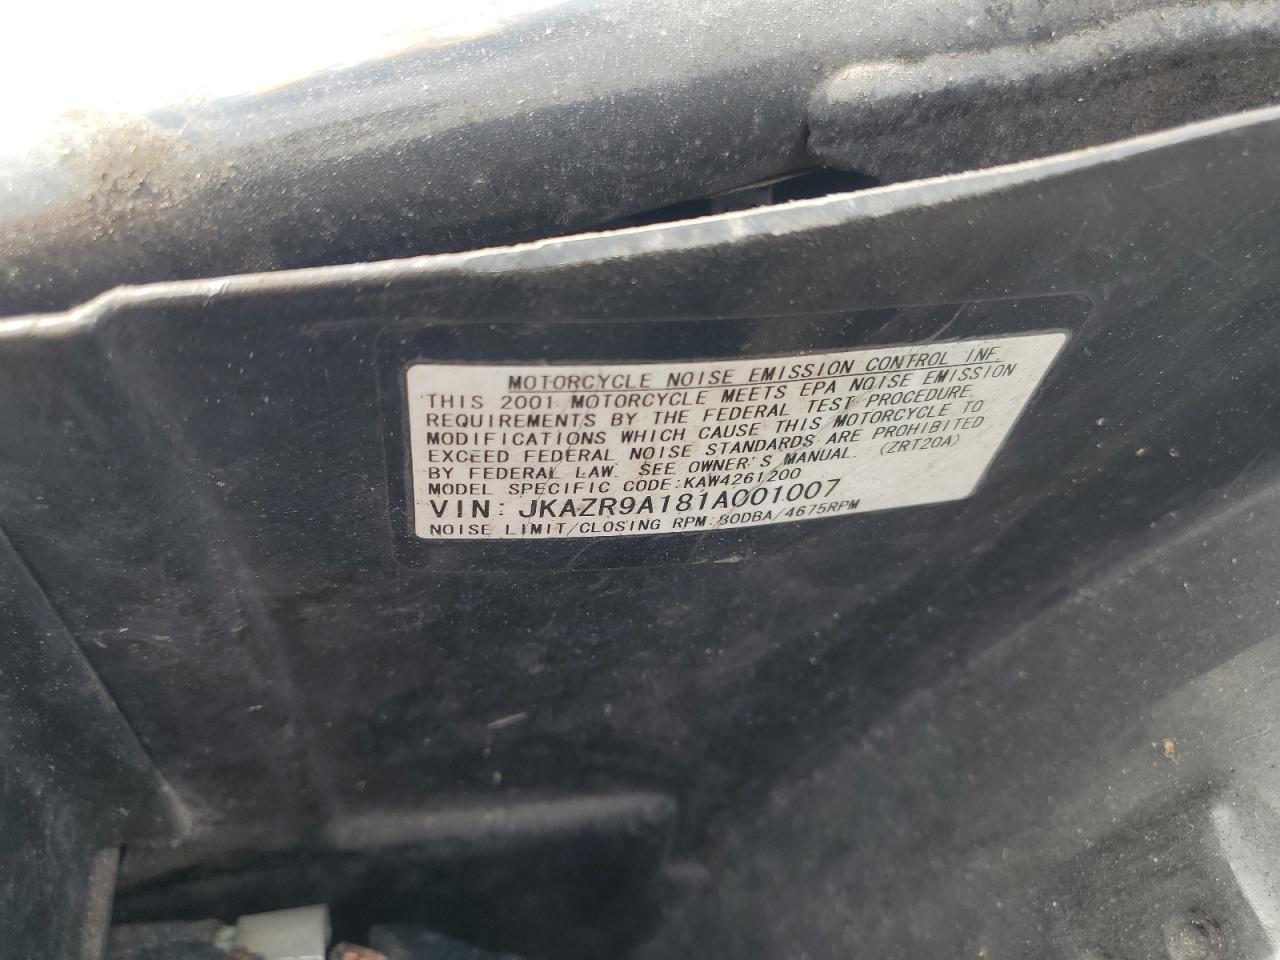 MOTORCYCLE NOISE EMISSION CONTROL INF.
THIS 2001 MOTORCYCLE MEETS EPA NOISE EMISSION
REQUIREMENTS BY THE FEDERAL TEST PROCEDURE.
MODIFICATIONS WHICH CAUSE THIS MOTORCYCLE TO
EXCEED FEDERAL NOISE STANDARDS ARE PROHIBITED
BY FEDERAL LAW. SEE OWNER'S MANUAL. (ZRT20A)
MODEL SPECIFIC CODE:KAW4261200
VIN: JKAZR9A181A001007
NOISE LIMIT/CLOSING RPM:80DBA/4675RPM